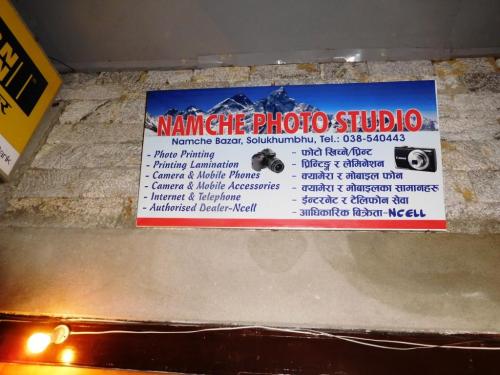 NAMCHE PHOTO STUDIO
Namche Bazar, Solukhumbu, Tel.: 038-540443
- Photo Printing
- Printing Lamination
- Camera & Mobile Phones
- Camera & Mobile Accessories
- Internet & Telephone
- Authorised Dealer-Ncell
- फोटो खिच्ने/प्रिन्ट
- प्रिन्टिङ्ग र लेमिनेशन
- क्यामेरा र मोबाइल फोन
- क्यामेरा र मोबाइलका सामानहरु
- ईन्टरनेट र टेलिफोन सेवा
- आधिकारिक बिक्रेता-NCELL